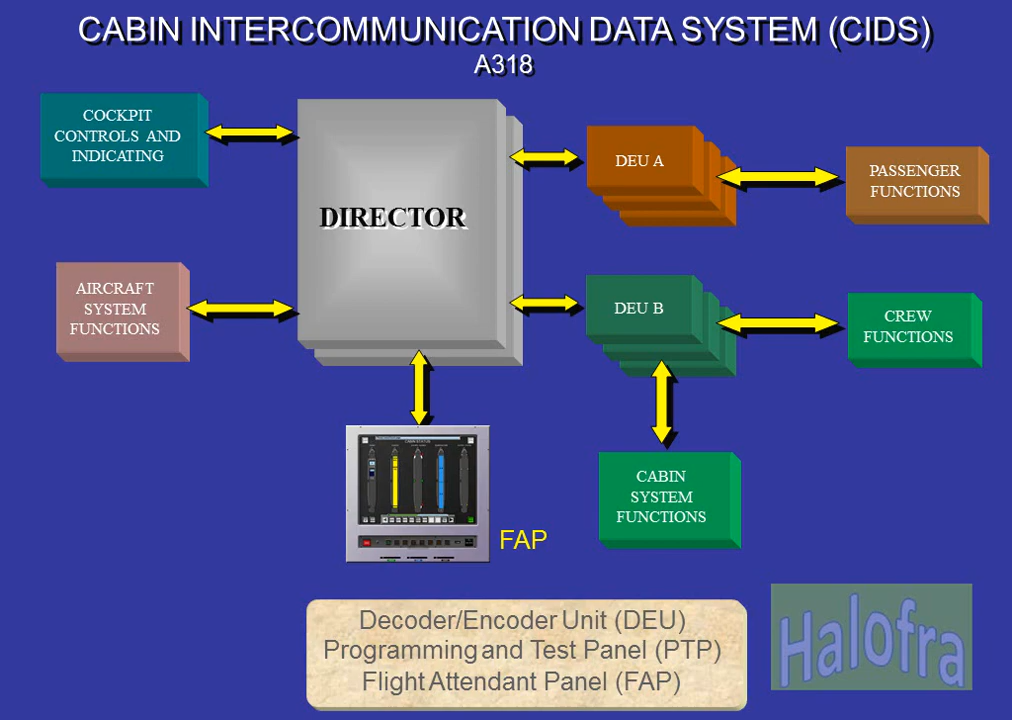 CABIN INTERCOMMUNICATION DATA SYSTEM (CIDS)
A318
COCKPIT
CONTROLS AND
INDICATING
DIRECTOR
DEU A
PASSENGER
FUNCTIONS
AIRCRAFT
SYSTEM
FUNCTIONS
DEU B
CREW
FUNCTIONS
CABIN
SYSTEM
FUNCTIONS
FAP
Decoder/Encoder Unit (DEU)
Programming and Test Panel (PTP)
Flight Attendant Panel (FAP)
Halofra